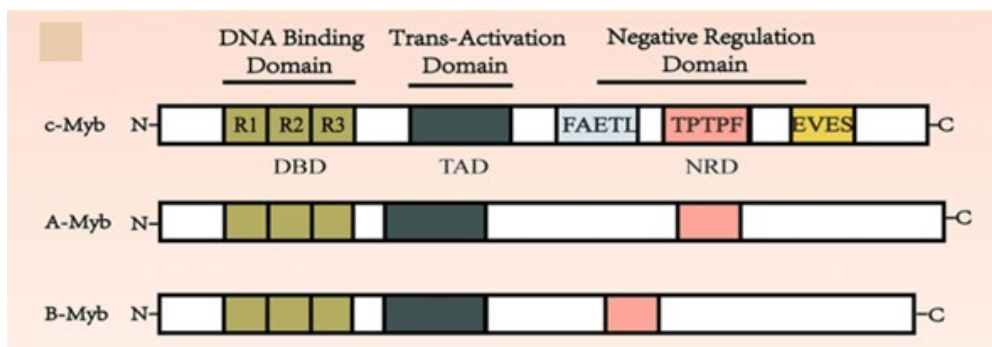 DNA Binding Trans-Activation Negative Regulation
Domain Domain Domain
c-Myb N- R1 R2 R3 FAETL TPTPF EVES -C
DBD TAD NRD
A-Myb N- -C
B-Myb N- -C